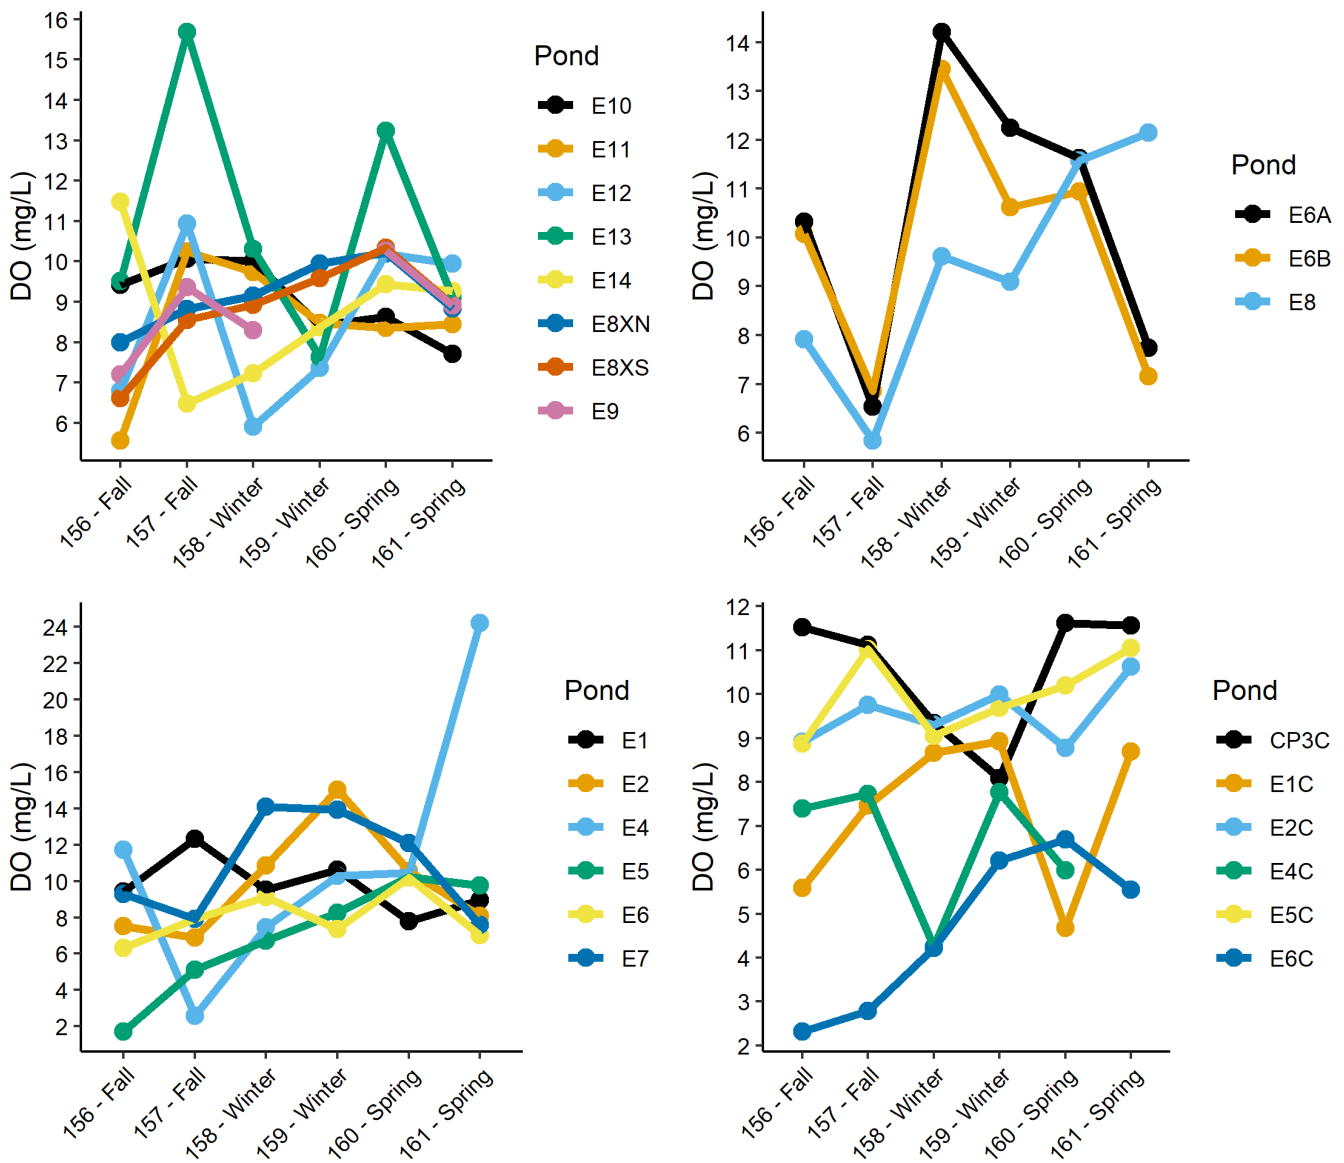 DO (mg/L)
16
15
14
13
12
11
10
9
8
7
6
156 - Fall
157 - Fall
158 - Winter
159 - Winter
160 - Spring
161 - Spring
Pond
E10
E11
E12
E13
E14
E8XN
E8XS
E9
DO (mg/L)
14
13
12
11
10
9
8
7
6
156 - Fall
157 - Fall
158 - Winter
159 - Winter
160 - Spring
161 - Spring
Pond
E6A
E6B
E8
DO (mg/L)
24
22
20
18
16
14
12
10
8
6
4
2
156 - Fall
157 - Fall
158 - Winter
159 - Winter
160 - Spring
161 - Spring
Pond
E1
E2
E4
E5
E6
E7
DO (mg/L)
12
11
10
9
8
7
6
5
4
3
2
156 - Fall
157 - Fall
158 - Winter
159 - Winter
160 - Spring
161 - Spring
Pond
CP3C
E1C
E2C
E4C
E5C
E6C